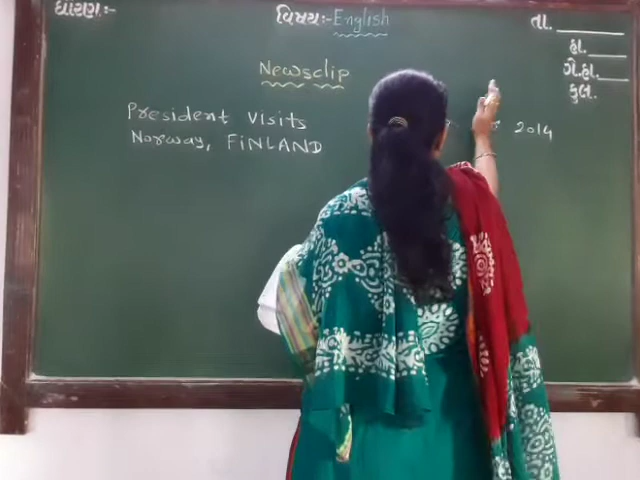 ધોરણ:-
વિષય:- English
તા.
હા.
ગે.હા.
કુલ.
Newsclip
President visits 2014
Norway, FiNLAND